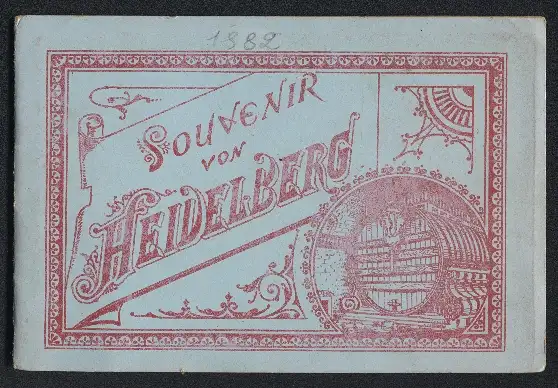 1882
SOUVENIR
VON
HEIDELBERG